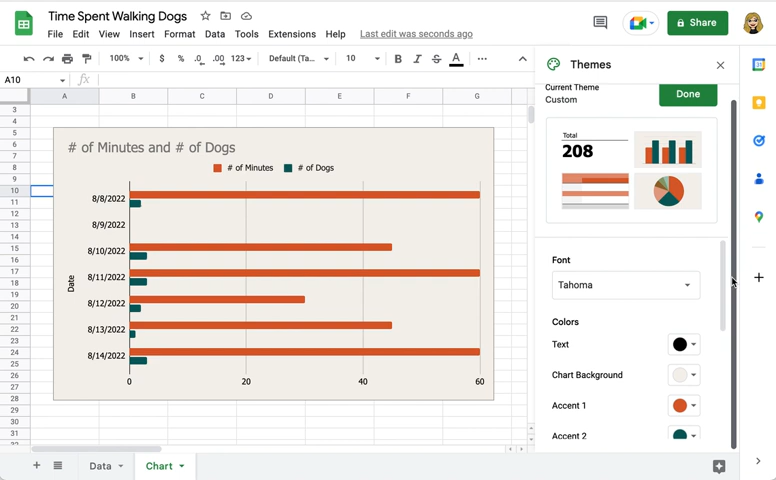 Time Spent Walking Dogs
File Edit View Insert Format Data Tools Extensions Help Last edit was seconds ago
Share
100% $ % .0 .00 123 Default (Ta... 10 B I S A
A10 fx
A B C D E F G
3
4
5
6
7
8
9
10
11
12
13
14
15
16
17
18
19
20
21
22
23
24
25
26
27
28
29
30
31
# of Minutes and # of Dogs
# of Minutes # of Dogs
Date
8/8/2022
8/9/2022
8/10/2022
8/11/2022
8/12/2022
8/13/2022
8/14/2022
0 20 40 60
Data Chart
Themes
Current Theme
Custom
Done
Total
208
Font
Tahoma
Colors
Text
Chart Background
Accent 1
Accent 2
31